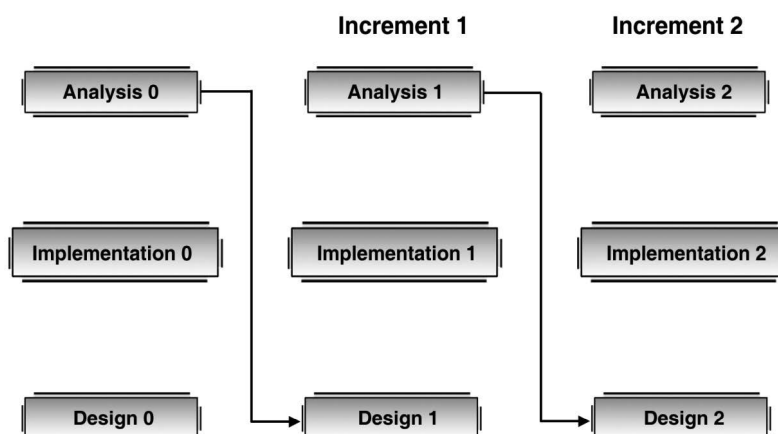 Increment 1
Increment 2
Analysis 0
Analysis 1
Analysis 2
Implementation 0
Implementation 1
Implementation 2
Design 0
Design 1
Design 2